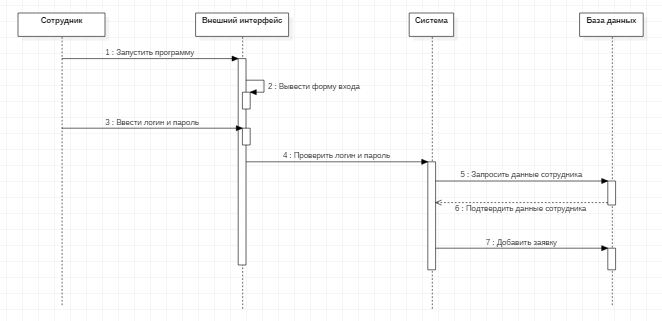 Сотрудник
Внешний интерфейс
Система
База данных
1 : Запустить программу
2 : Вывести форму входа
3 : Ввести логин и пароль
4 : Проверить логин и пароль
5 : Запросить данные сотрудника
6 : Подтвердить данные сотрудника
7 : Добавить заявку